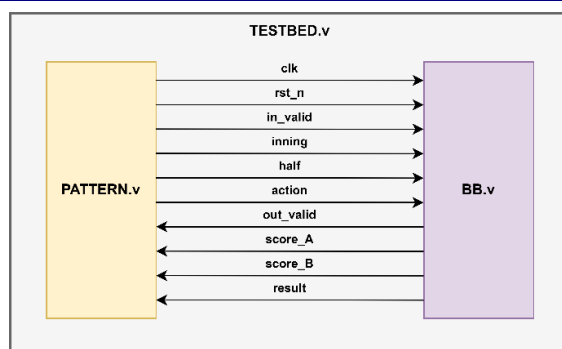 TESTBED.v
clk
rst_n
in_valid
inning
half
PATTERN.v
BB.v
action
out_valid
score_A
score_B
result